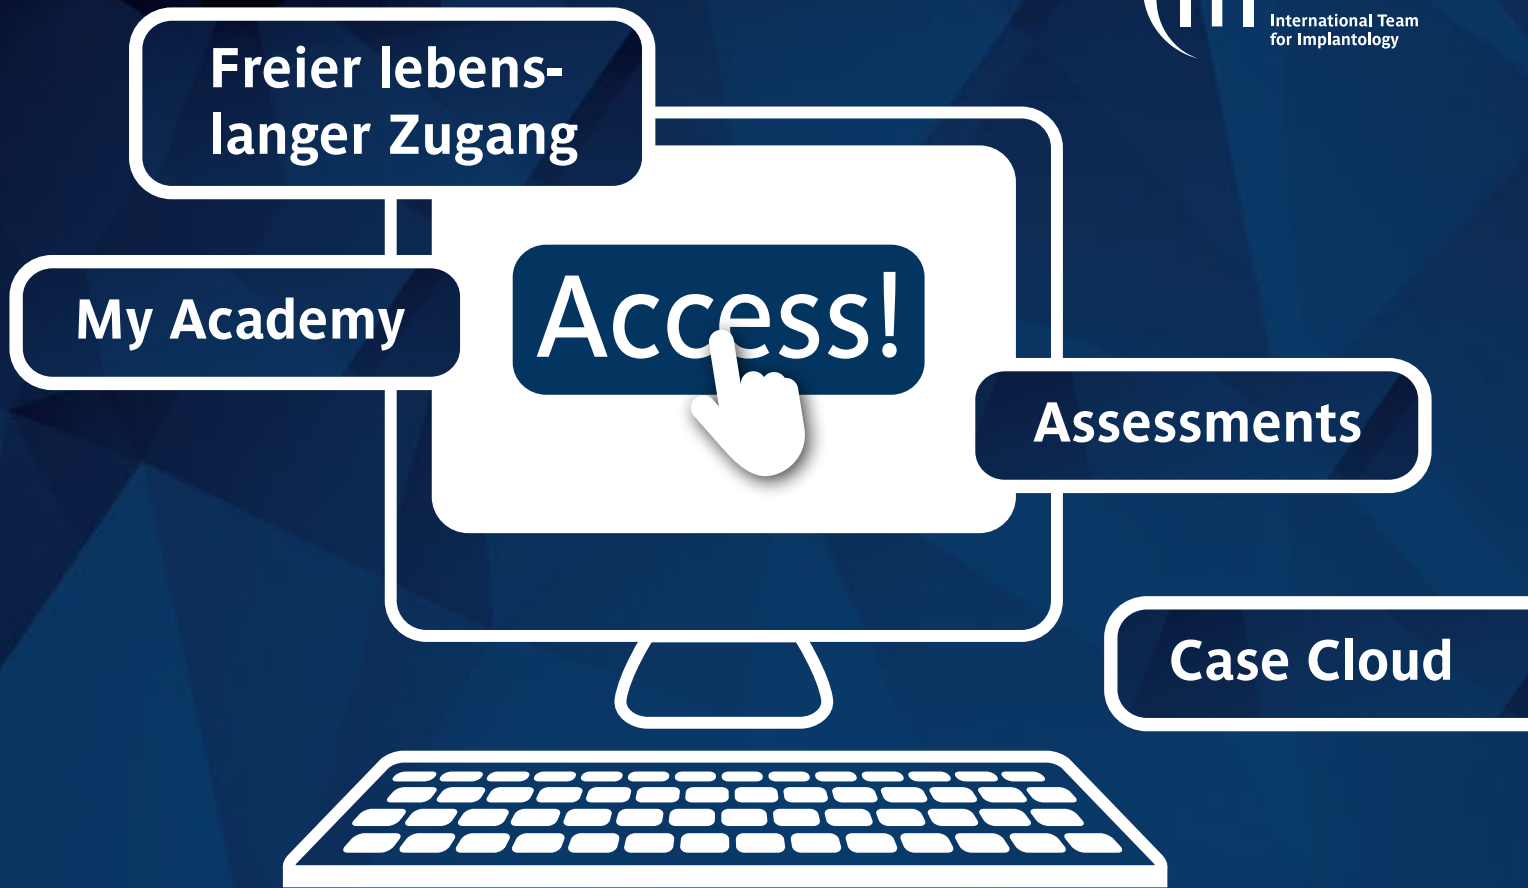 International Team
for Implantology
Freier lebens-
langer Zugang
My Academy
Access!
Assessments
Case Cloud